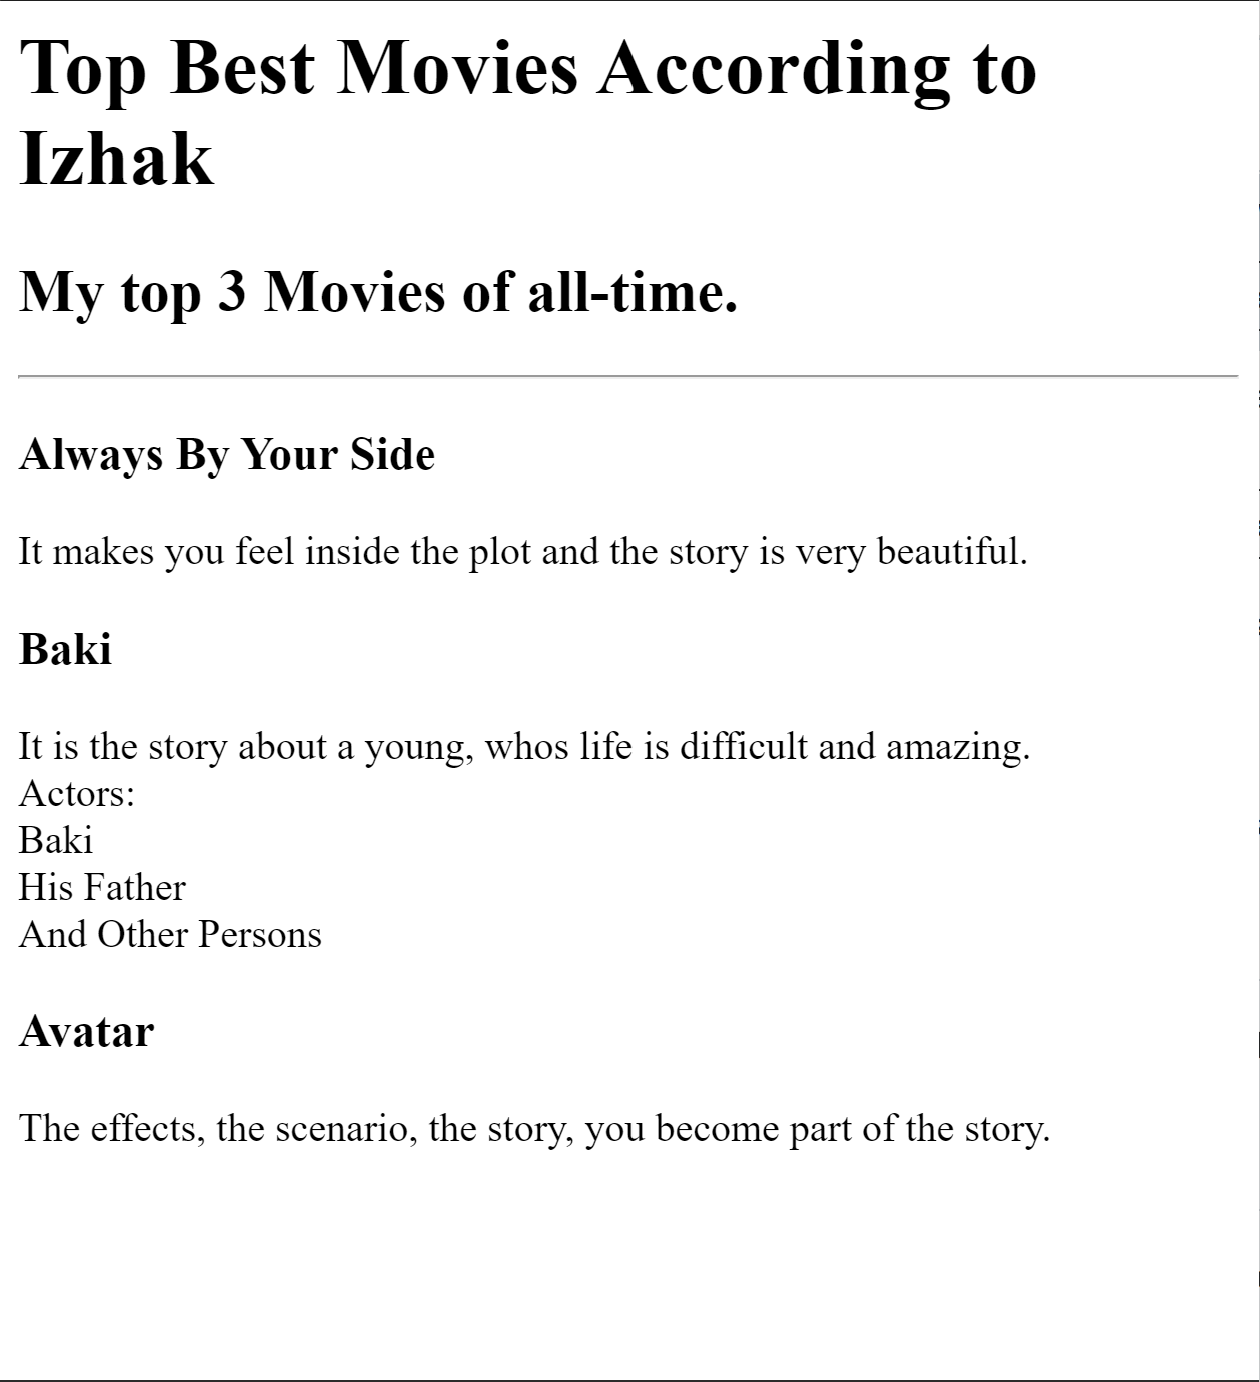 Top Best Movies According to
Izhak
My top 3 Movies of all-time.
Always By Your Side
It makes you feel inside the plot and the story is very beautiful.
Baki
It is the story about a young, whos life is difficult and amazing.
Actors:
Baki
His Father
And Other Persons
Avatar
The effects, the scenario, the story, you become part of the story.